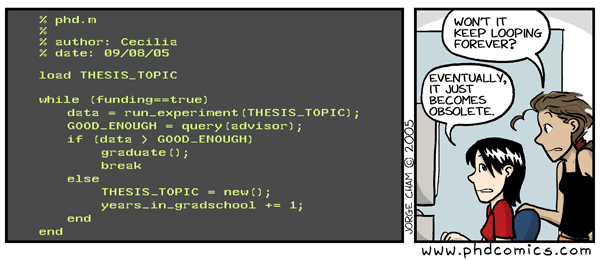 % phd.m
%
% author: Cecilia
% date: 09/08/05
load THESIS_TOPIC
while (funding==true)
data = run_experiment(THESIS_TOPIC);
GOOD_ENOUGH = query(advisor);
if (data > GOOD_ENOUGH)
graduate();
break
else
THESIS_TOPIC = new();
years_in_gradschool += 1;
end
end
JORGE CHAM © 2005
WON'T IT
KEEP LOOPING
FOREVER?
EVENTUALLY,
IT JUST
BECOMES
OBSOLETE.
www.phdcomics.com